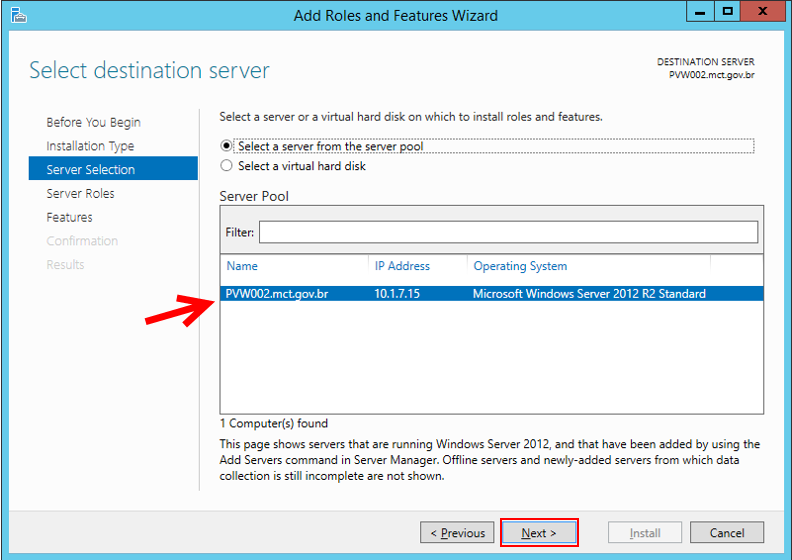 Add Roles and Features Wizard
Select destination server
DESTINATION SERVER
PVW002.mct.gov.br
Before You Begin
Installation Type
Server Selection
Server Roles
Features
Confirmation
Results
Select a server or a virtual hard disk on which to install roles and features.
Select a server from the server pool
Select a virtual hard disk
Server Pool
Filter:
Name IP Address Operating System
PVW002.mct.gov.br 10.1.7.15 Microsoft Windows Server 2012 R2 Standard
1 Computer(s) found
This page shows servers that are running Windows Server 2012, and that have been added by using the
Add Servers command in Server Manager. Offline servers and newly-added servers from which data
collection is still incomplete are not shown.
< Previous Next > Install Cancel